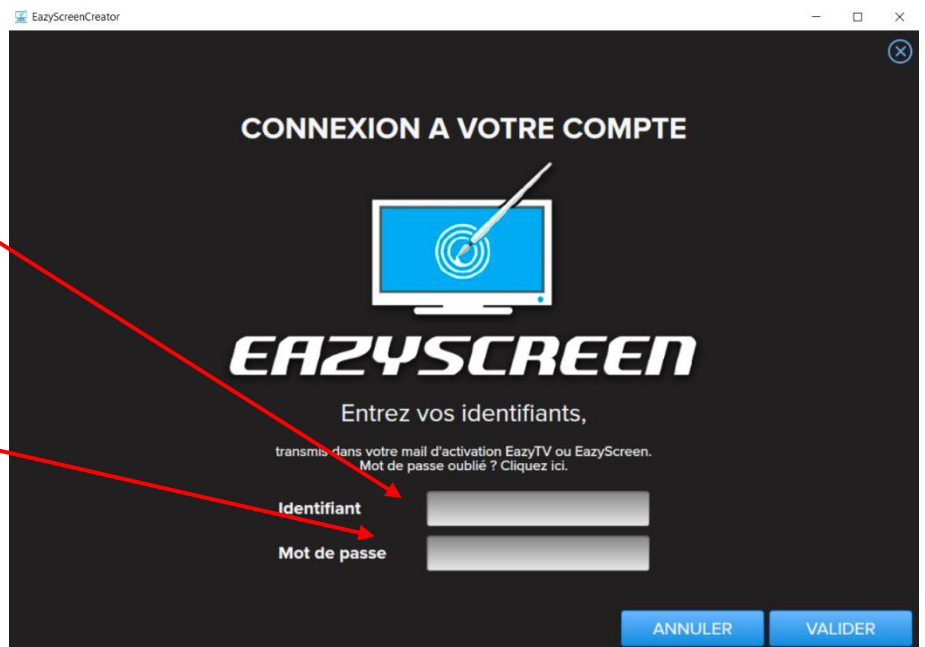 EazyScreenCreator
CONNEXION A VOTRE COMPTE
EAZYSCREEN
Entrez vos identifiants,
transmis dans votre mail d'activation EazyTV ou EazyScreen.
Mot de passe oublié ? Cliquez ici.
Identifiant
Mot de passe
ANNULER VALIDER